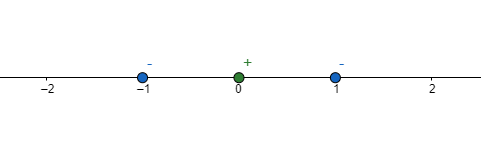 - + -
–2 –1 0 1 2